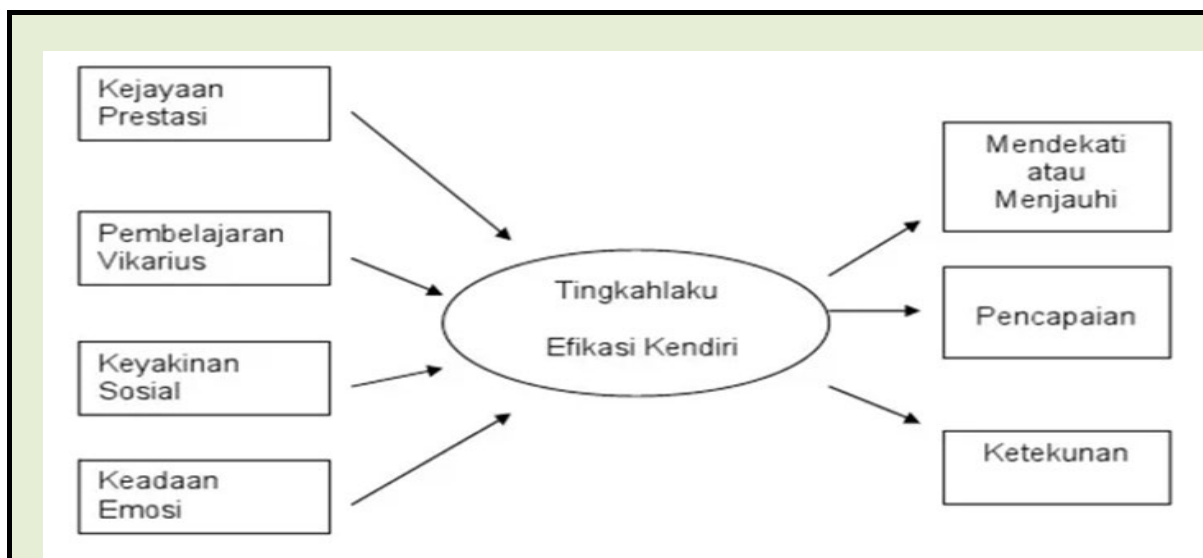 Kejayaan
Prestasi
Pembelajaran
Vikarius
Keyakinan
Sosial
Keadaan
Emosi
Tingkahlaku
Efikasi Kendiri
Mendekati
atau
Menjauhi
Pencapaian
Ketekunan